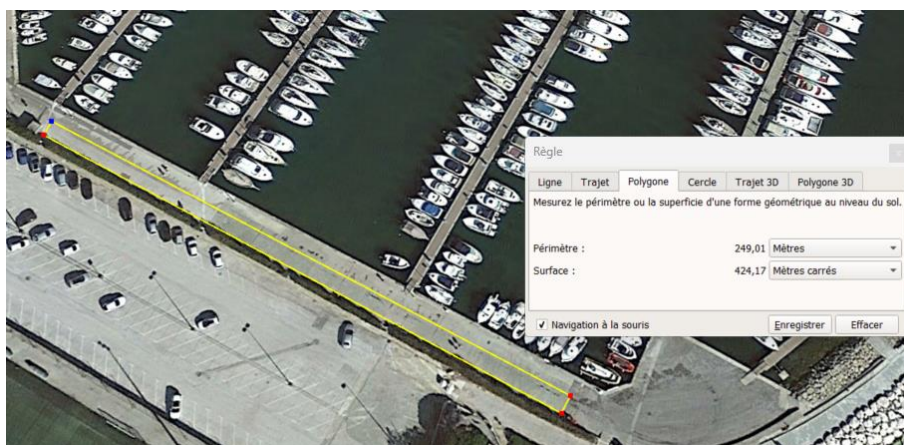 Règle
Ligne Trajet Polygone Cercle Trajet 3D Polygone 3D
Mesurez le périmètre ou la superficie d'une forme géométrique au niveau du sol.
Périmètre : 249,01 Mètres
Surface : 424,17 Mètres carrés
Navigation à la souris Enregistrer Effacer